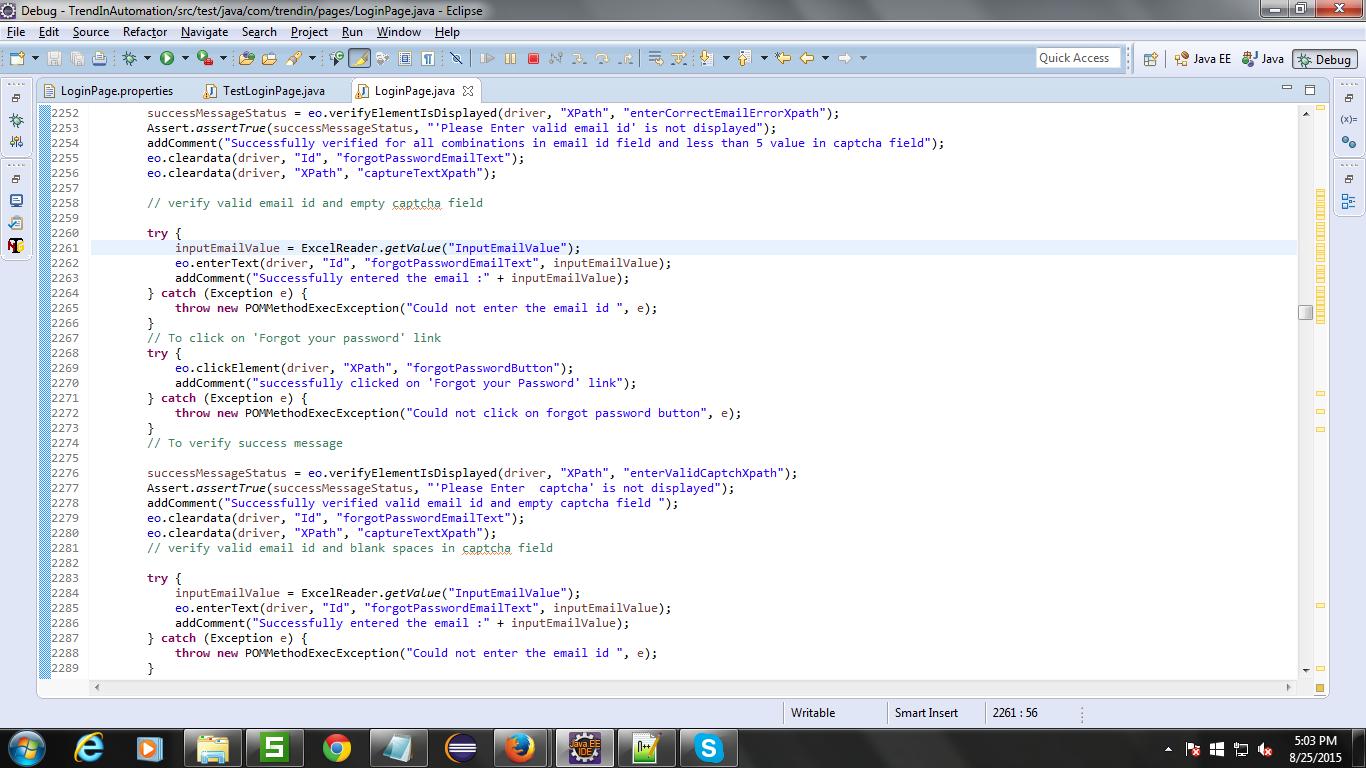 Debug - TrendInAutomation/src/test/java/com/trendin/pages/LoginPage.java - Eclipse
File Edit Source Refactor Navigate Search Project Run Window Help
Quick Access Java EE Java Debug
LoginPage.properties TestLoginPage.java LoginPage.java
2252 successMessageStatus = eo.verifyElementIsDisplayed(driver, "XPath", "enterCorrectEmailErrorXpath");
2253 Assert.assertTrue(successMessageStatus, "'Please Enter valid email id' is not displayed");
2254 addComment("Successfully verified for all combinations in email id field and less than 5 value in captcha field");
2255 eo.cleardata(driver, "Id", "forgotPasswordEmailText");
2256 eo.cleardata(driver, "XPath", "captureTextXpath");
2257
2258 // verify valid email id and empty captcha field
2259
2260 try {
2261 inputEmailValue = ExcelReader.getValue("InputEmailValue");
2262 eo.enterText(driver, "Id", "forgotPasswordEmailText", inputEmailValue);
2263 addComment("Successfully entered the email :" + inputEmailValue);
2264 } catch (Exception e) {
2265 throw new POMMethodExecException("Could not enter the email id ", e);
2266 }
2267 // To click on 'Forgot your password' link
2268 try {
2269 eo.clickElement(driver, "XPath", "forgotPasswordButton");
2270 addComment("successfully clicked on 'Forgot your Password' link");
2271 } catch (Exception e) {
2272 throw new POMMethodExecException("Could not click on forgot password button", e);
2273 }
2274 // To verify success message
2275
2276 successMessageStatus = eo.verifyElementIsDisplayed(driver, "XPath", "enterValidCaptchXpath");
2277 Assert.assertTrue(successMessageStatus, "'Please Enter  captcha' is not displayed");
2278 addComment("Successfully verified valid email id and empty captcha field ");
2279 eo.cleardata(driver, "Id", "forgotPasswordEmailText");
2280 eo.cleardata(driver, "XPath", "captureTextXpath");
2281 // verify valid email id and blank spaces in captcha field
2282
2283 try {
2284 inputEmailValue = ExcelReader.getValue("InputEmailValue");
2285 eo.enterText(driver, "Id", "forgotPasswordEmailText", inputEmailValue);
2286 addComment("Successfully entered the email :" + inputEmailValue);
2287 } catch (Exception e) {
2288 throw new POMMethodExecException("Could not enter the email id ", e);
2289 }
Writable Smart Insert 2261 : 56
5:03 PM
8/25/2015